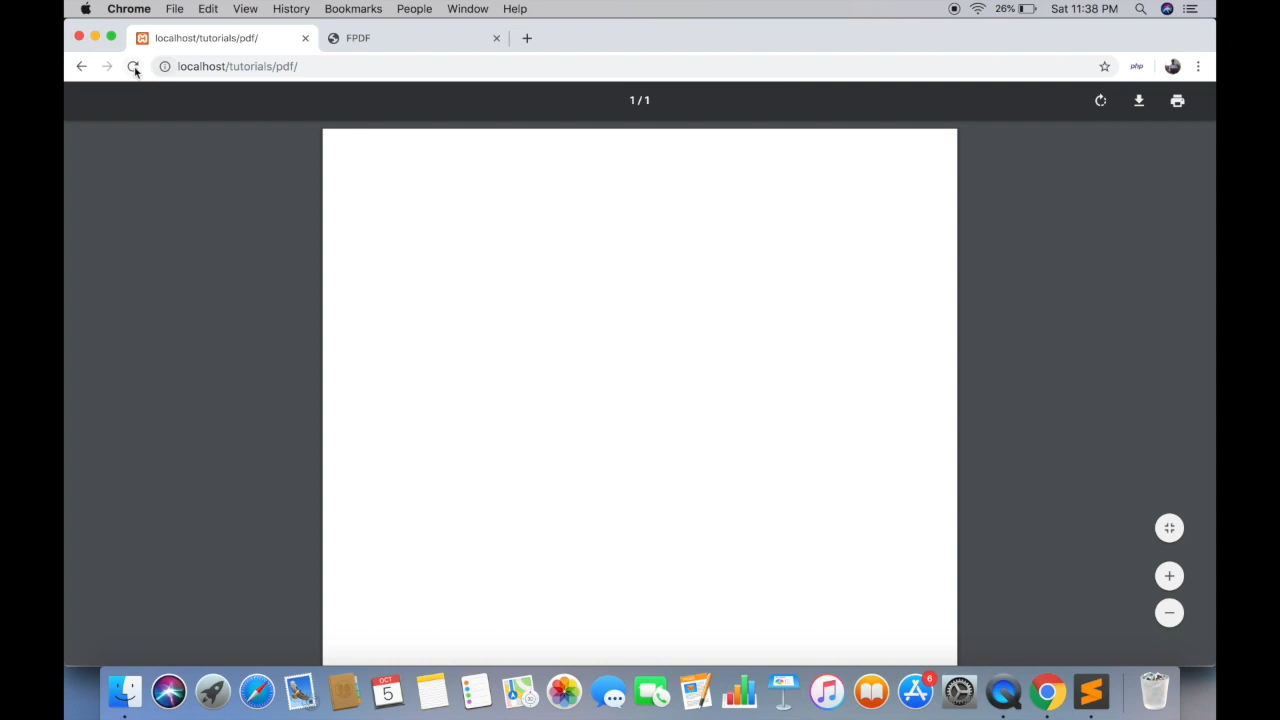 Chrome File Edit View History Bookmarks People Window Help 26% Sat 11:38 PM
localhost/tutorials/pdf/ FPDF
localhost/tutorials/pdf/ php
1 / 1
6
OCT
5